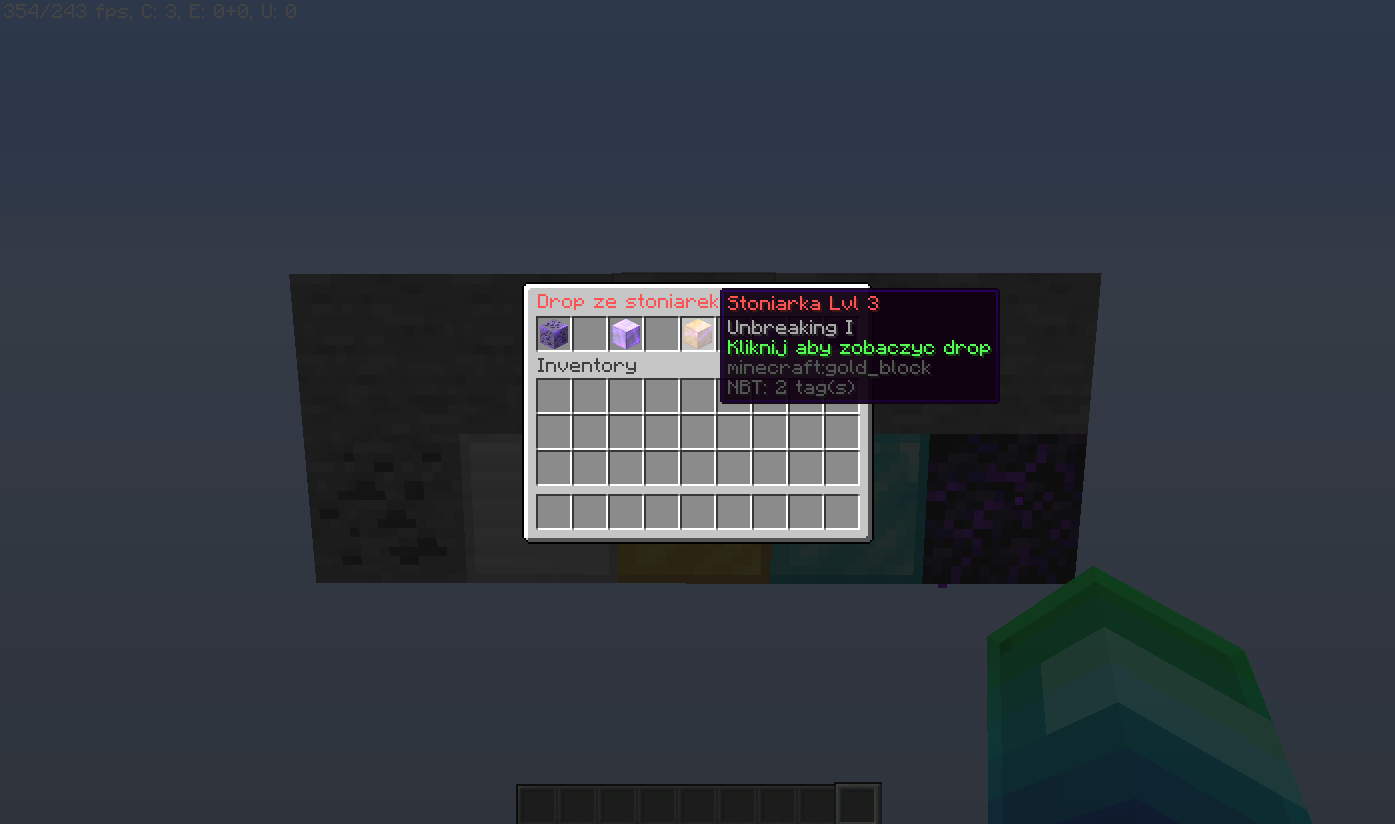 354/243 fps, C: 3, E: 0+0, U: 0
Drop ze stoniarek
Stoniarka Lvl 3
Unbreaking I
Kliknij aby zobaczyc drop
minecraft:gold_block
NBT: 2 tag(s)
Inventory